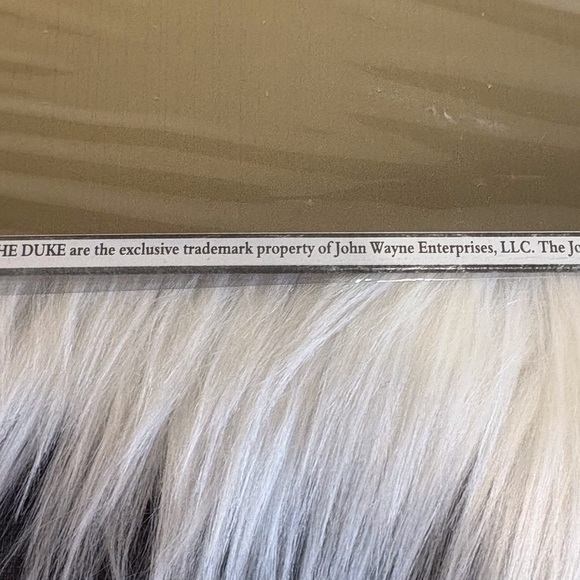 HE DUKE are the exclusive trademark property of John Wayne Enterprises, LLC. The Jo